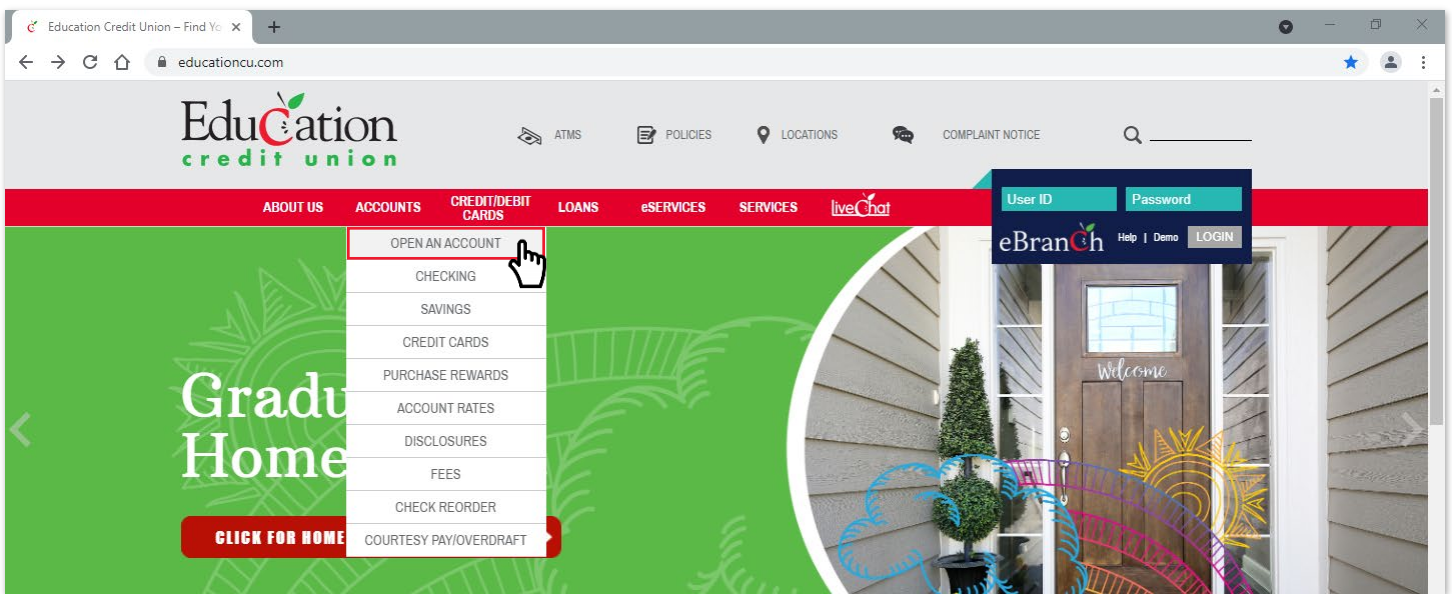 Education Credit Union – Find Yo
educationcu.com
Education
credit union
ATMS
POLICIES
LOCATIONS
COMPLAINT NOTICE
ABOUT US
ACCOUNTS
CREDIT/DEBIT
CARDS
LOANS
eSERVICES
SERVICES
liveChat
User ID
Password
eBranch
Help | Demo
LOGIN
OPEN AN ACCOUNT
CHECKING
SAVINGS
CREDIT CARDS
PURCHASE REWARDS
ACCOUNT RATES
DISCLOSURES
FEES
CHECK REORDER
COURTESY PAY/OVERDRAFT
Gradu
Home
CLICK FOR HOME
Welcome